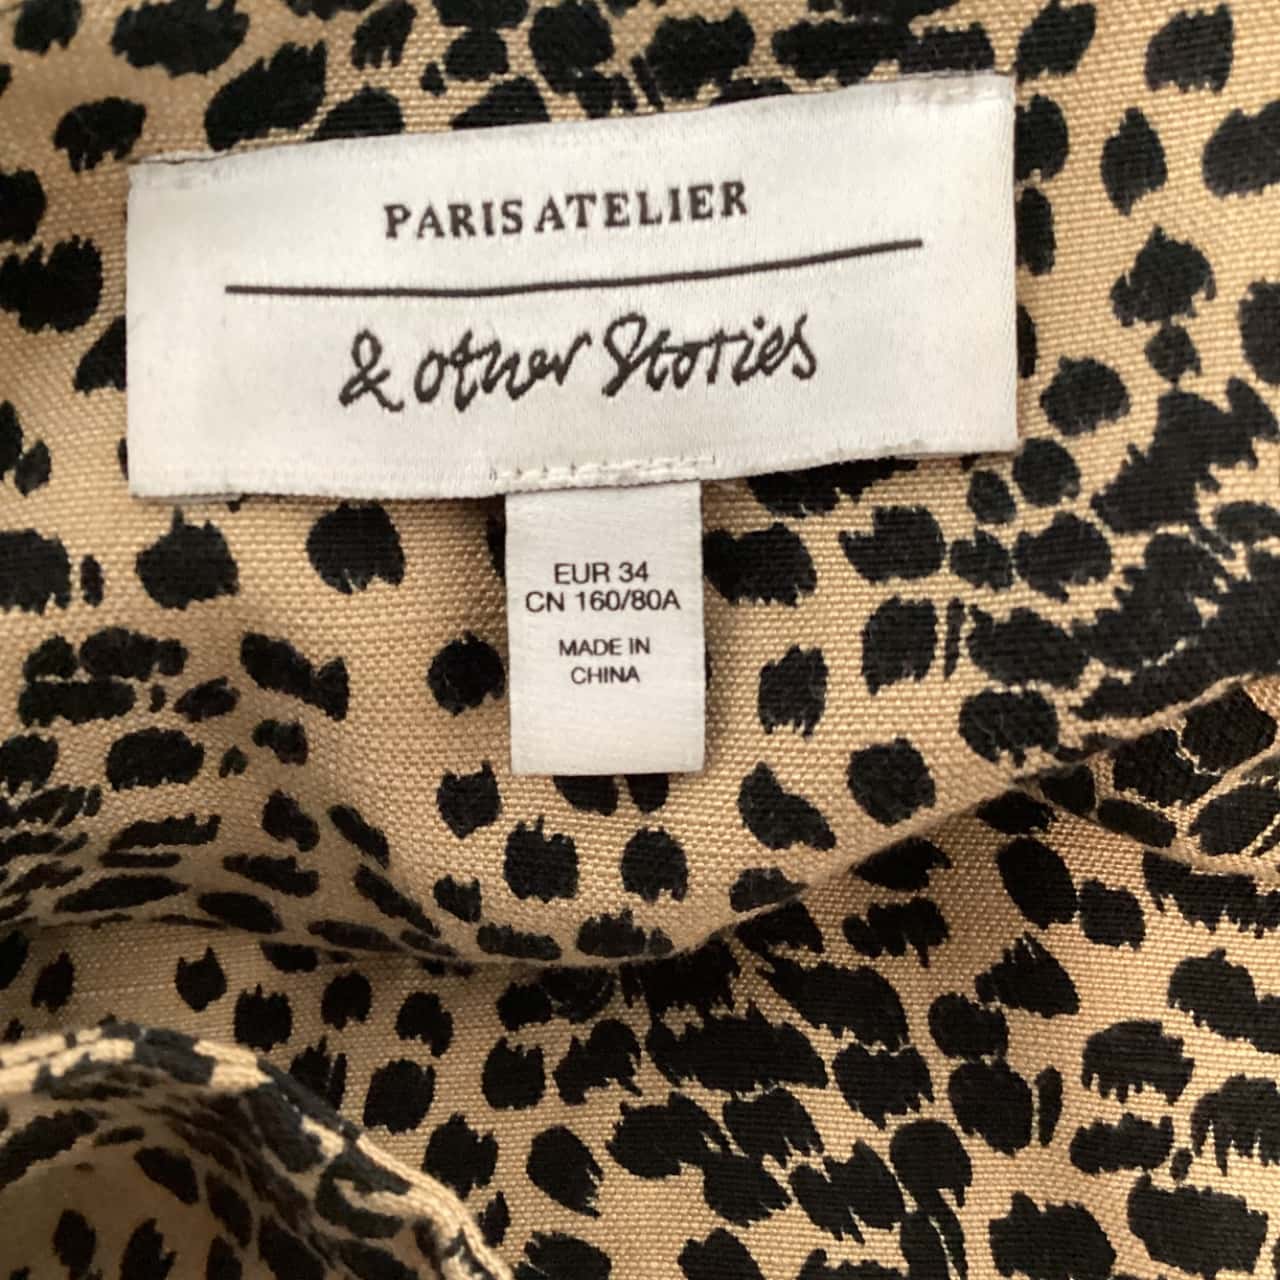 PARIS ATELIER
& other Stories
EUR 34
CN 160/80A
MADE IN
CHINA